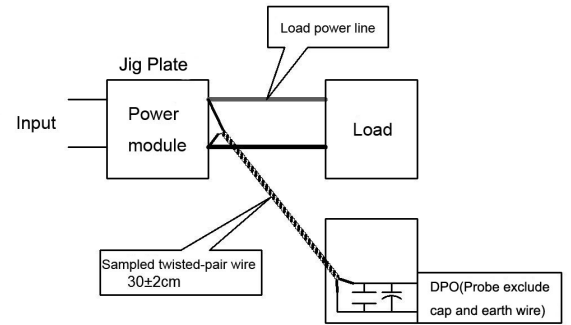 Load power line
Jig Plate
Input
Power
module
Load
Sampled twisted-pair wire
30±2cm
DPO(Probe exclude
cap and earth wire)